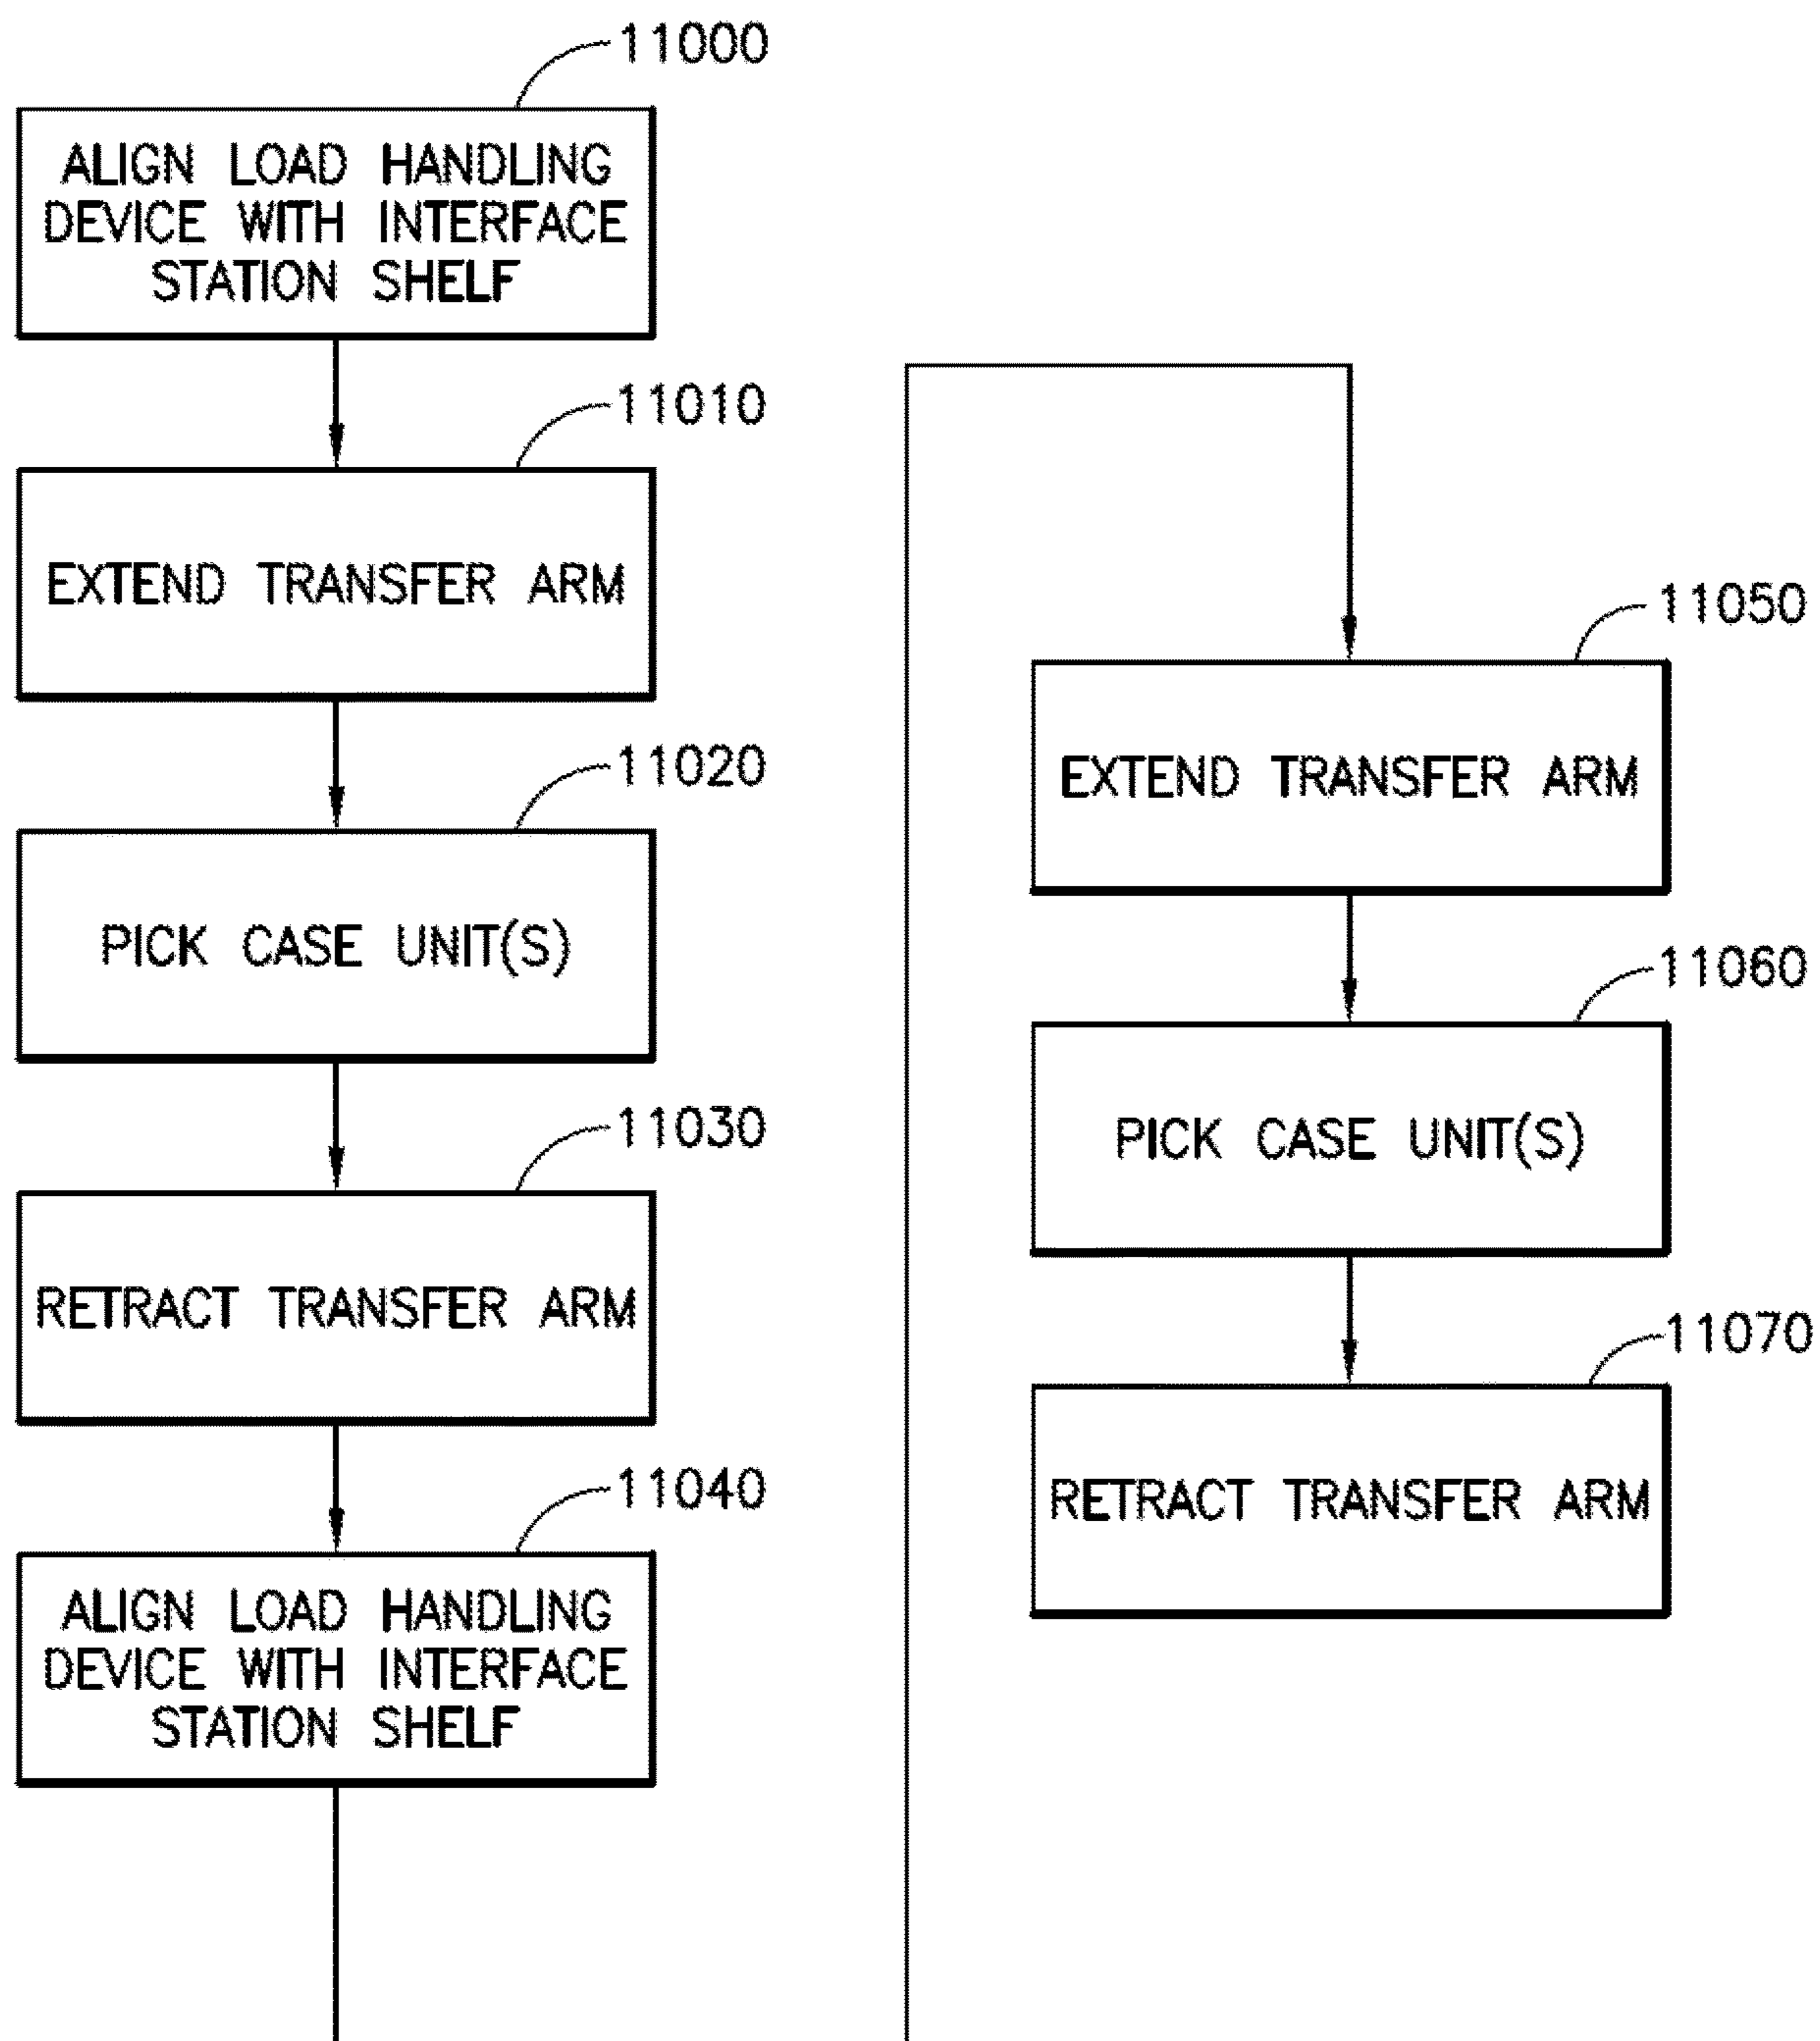 11000
ALIGN LOAD HANDLING
DEVICE WITH INTERFACE
STATION SHELF
11010
EXTEND TRANSFER ARM
11020
PICK CASE UNIT(S)
11030
RETRACT TRANSFER ARM
11040
ALIGN LOAD HANDLING
DEVICE WITH INTERFACE
STATION SHELF
11050
EXTEND TRANSFER ARM
11060
PICK CASE UNIT(S)
11070
RETRACT TRANSFER ARM